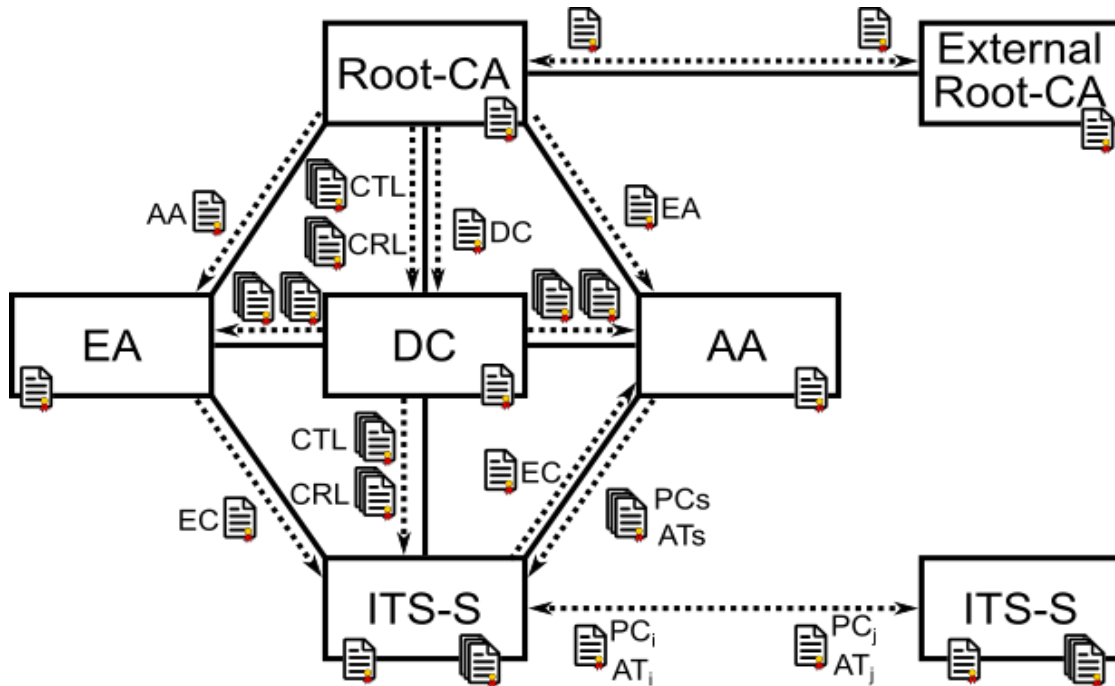 Root-CA
External
Root-CA
AA
CTL
CRL
DC
EA
EA
DC
AA
CTL
CRL
EC
EC
PCs
ATs
ITS-S
PCᵢ
ATᵢ
PCⱼ
ATⱼ
ITS-S